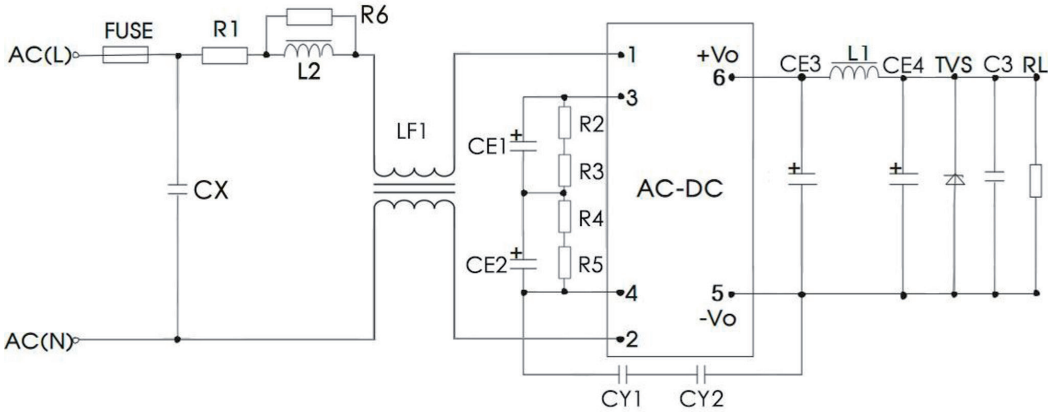 FUSE
R1
R6
AC(L)
L2
1
+Vo
CE3
L1
CE4
TVS
C3
RL
6
3
LF1
R2
CE1
+
R3
CX
AC-DC
+
+
R4
CE2
+
R5
4
5
-Vo
AC(N)
2
CY1
CY2